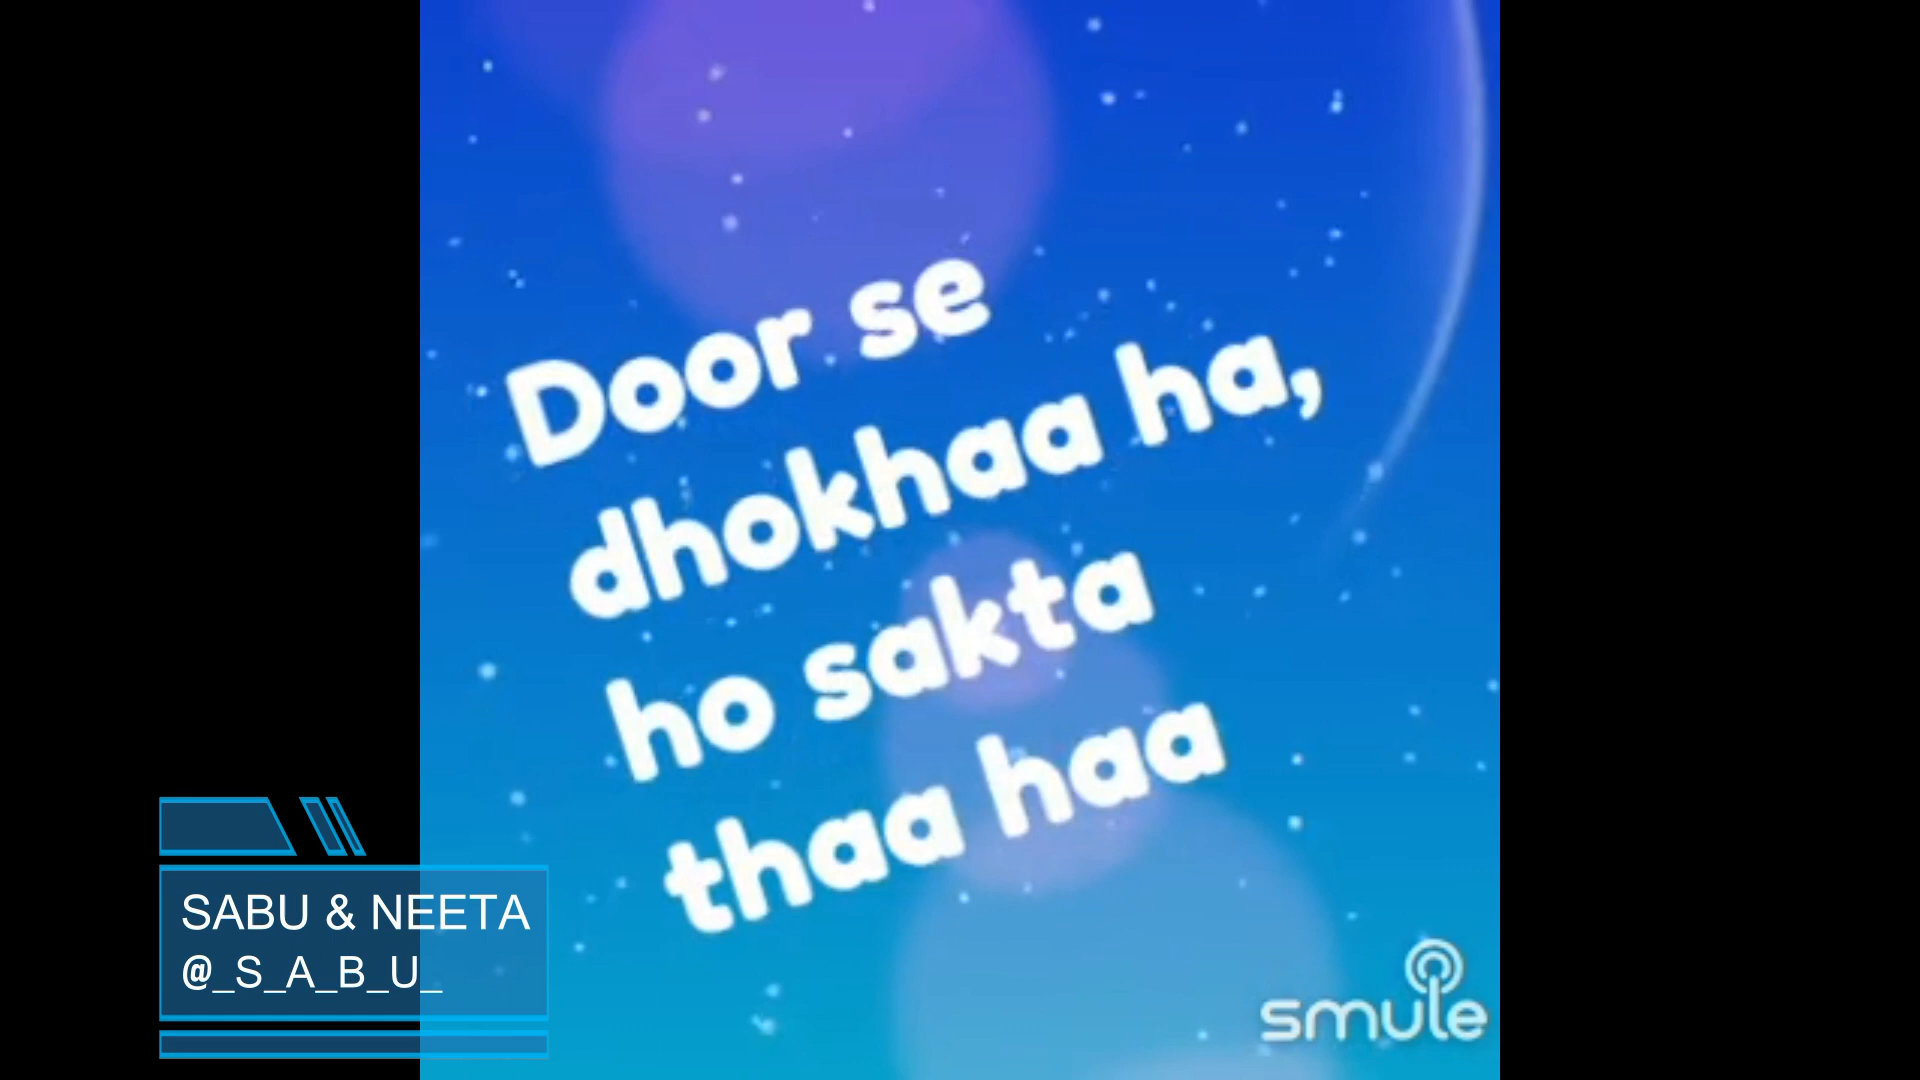 Door se
dhokhaa ha,
ho sakta
thaa haa
SABU & NEETA
@_S_A_B_U_
smule